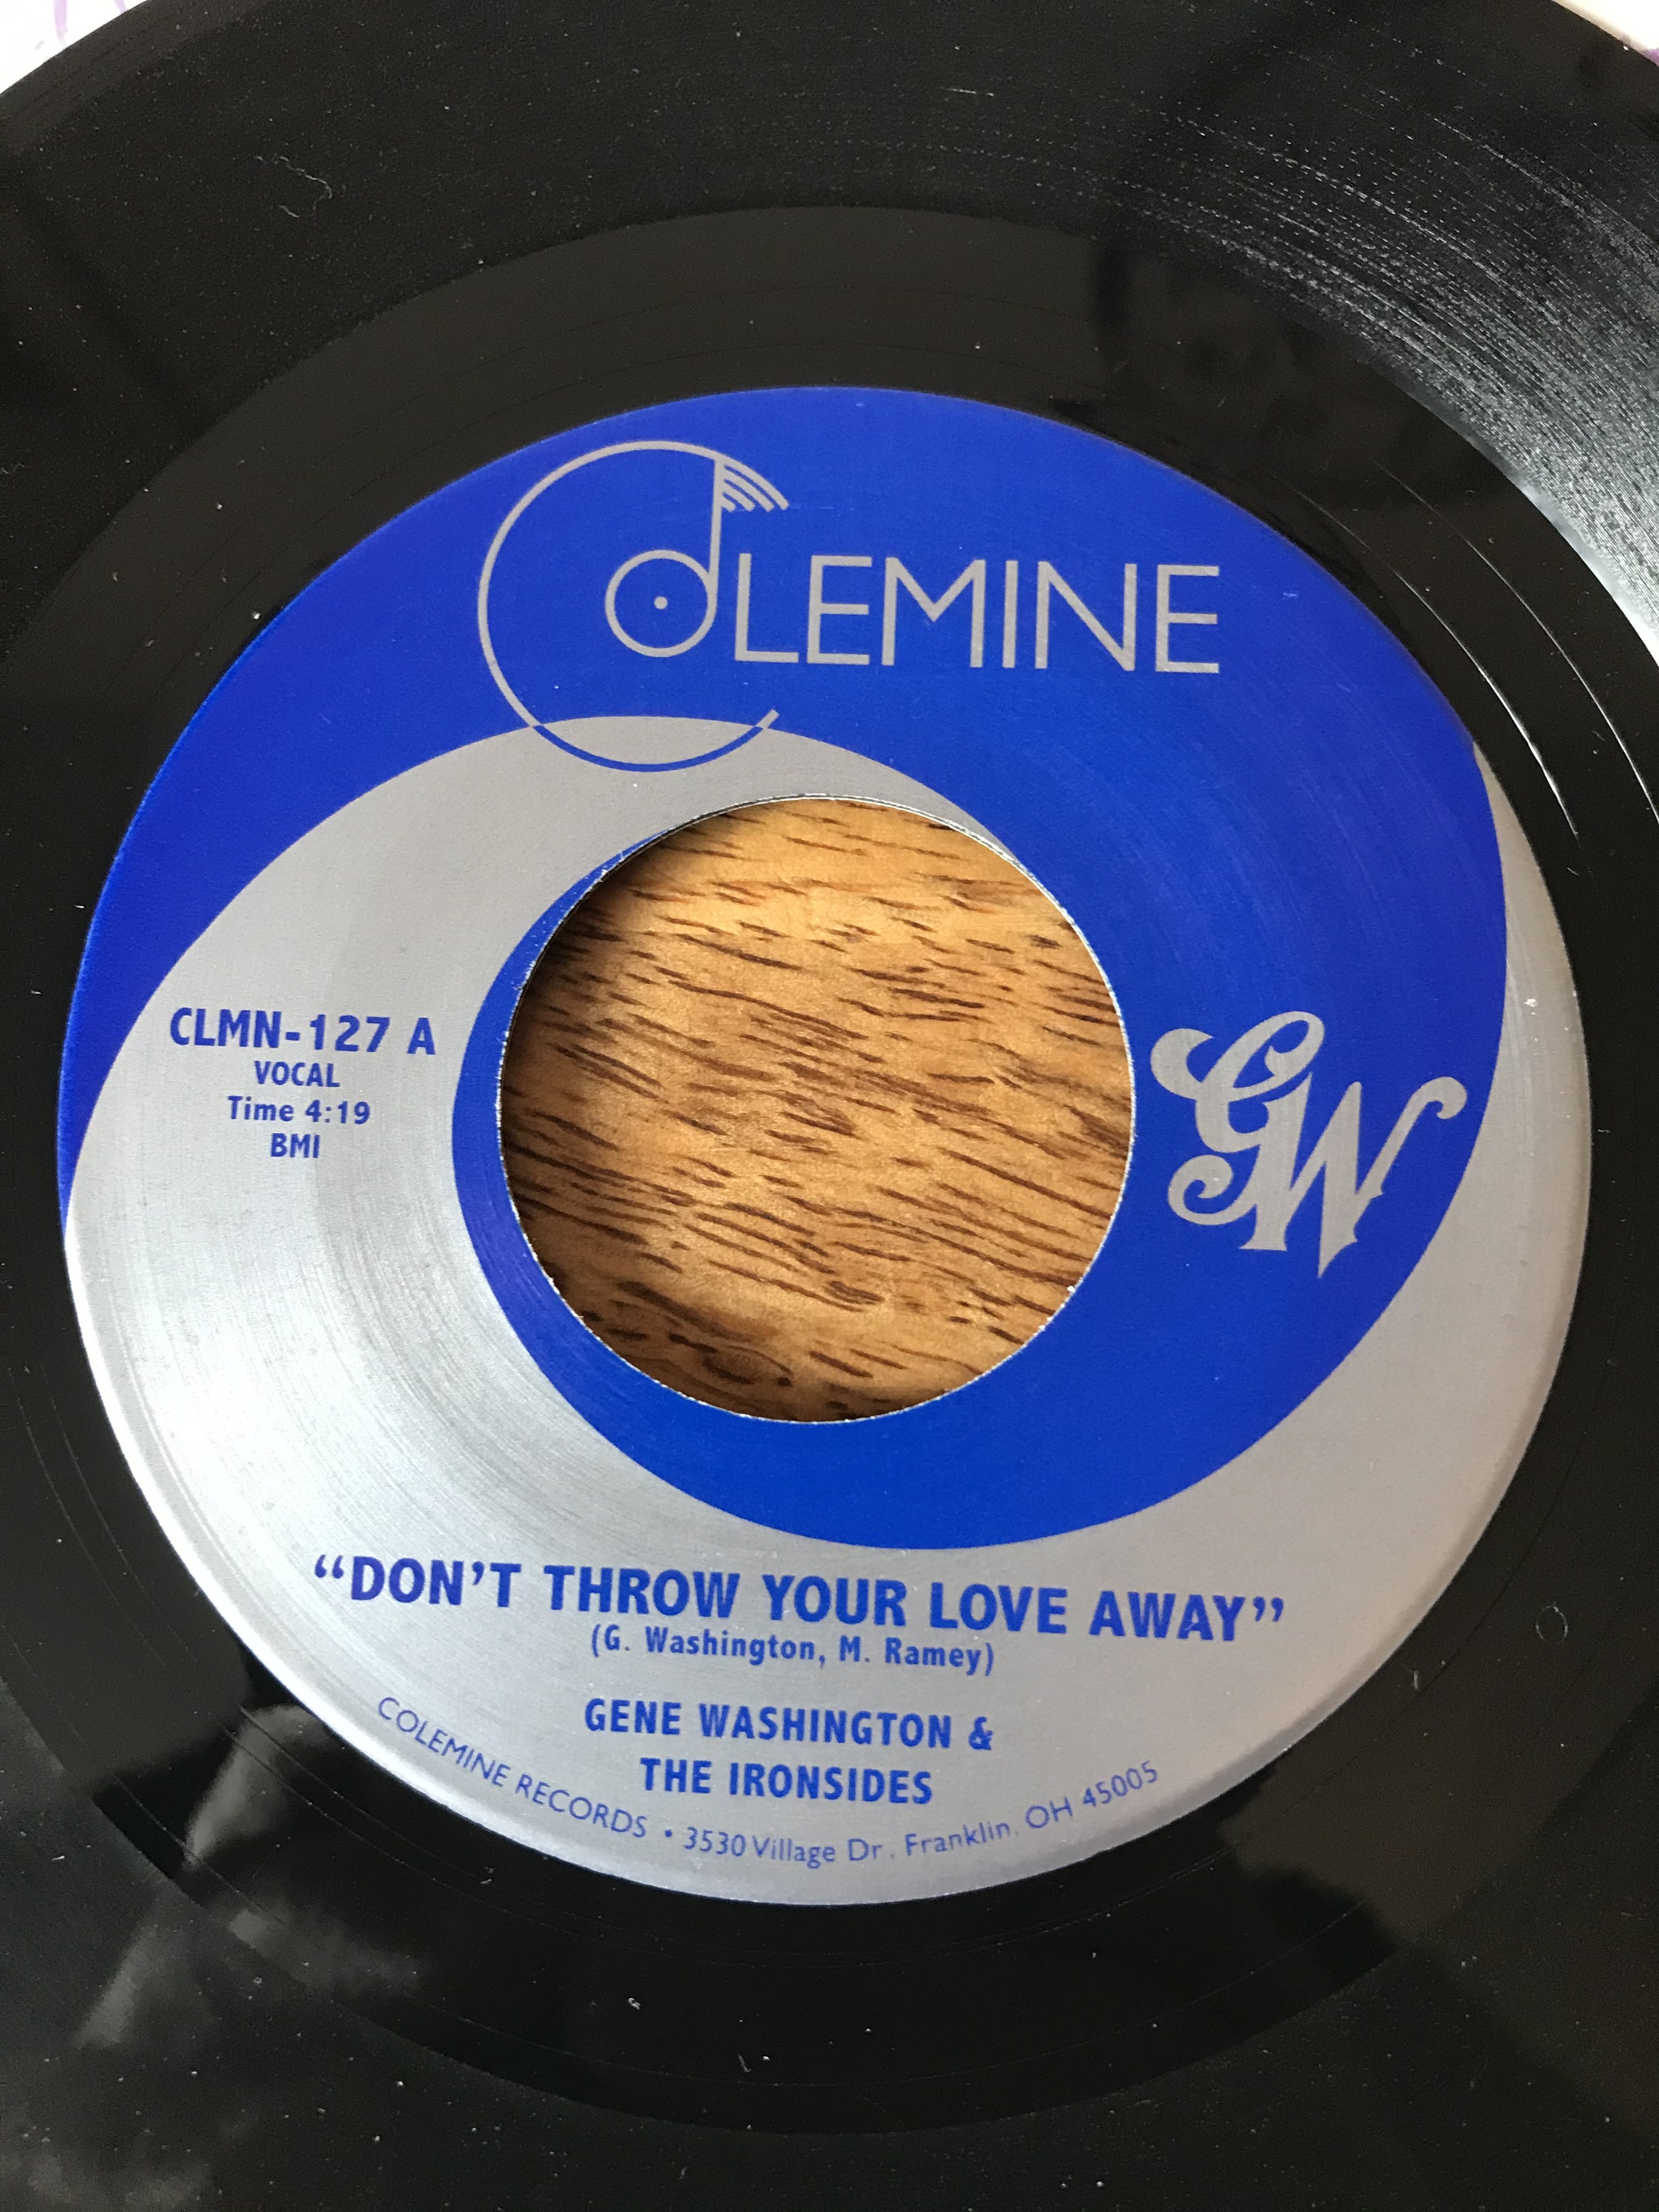 COLEMINE
GW
CLMN-127 A
VOCAL
Time 4:19
BMI
“DON’T THROW YOUR LOVE AWAY”
(G. Washington, M. Ramey)
GENE WASHINGTON &
THE IRONSIDES
COLEMINE RECORDS • 3530 Village Dr. Franklin, OH 45005